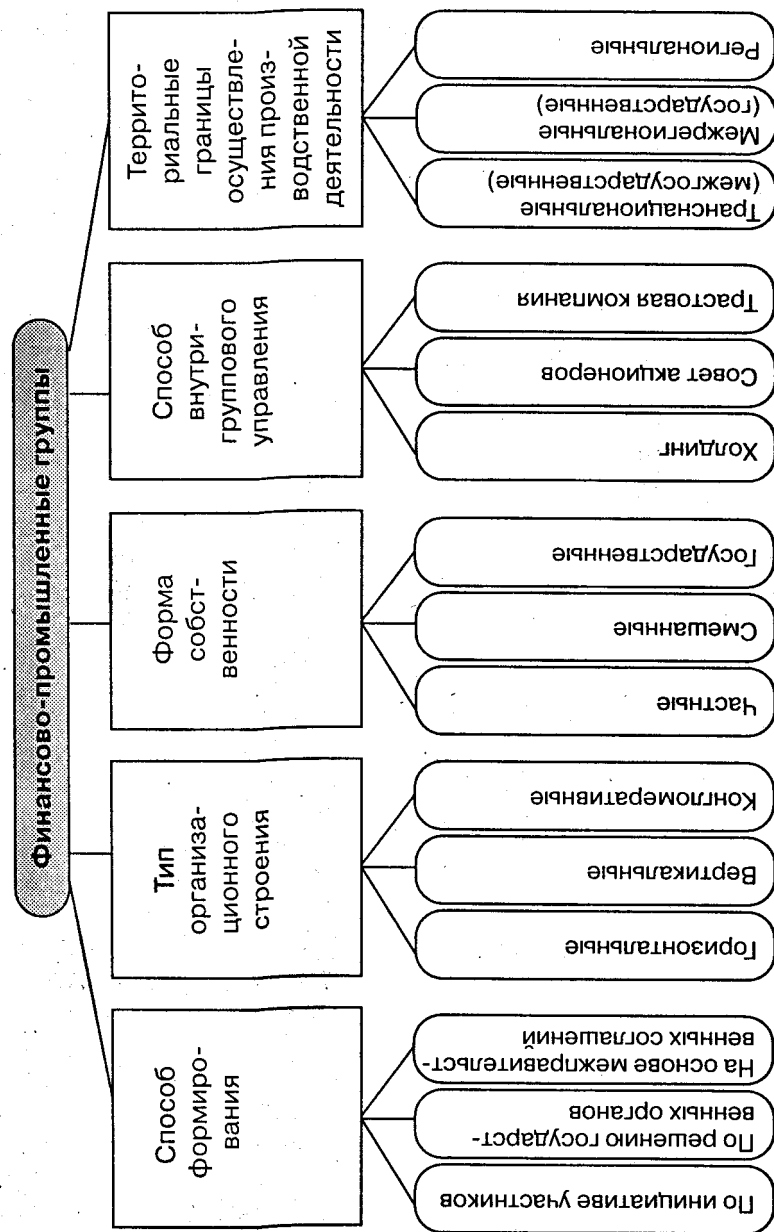 Финансово-промышленные группы
Способ
формиро-
вания
По инициативе участников
По решению государст-
венных органов
На основе межправительст-
венных соглашений
Тип
организа-
ционного
строения
Горизонтальные
Вертикальные
Конгломеративные
Форма
собст-
венности
Частные
Смешанные
Государственные
Способ
внутри-
группового
управления
Холдинг
Совет акционеров
Трастовая компания
Террито-
риальные
границы
осуществле-
ния произ-
водственной
деятельности
Транснациональные
(межгосударственные)
Межрегиональные
(государственные)
Региональные